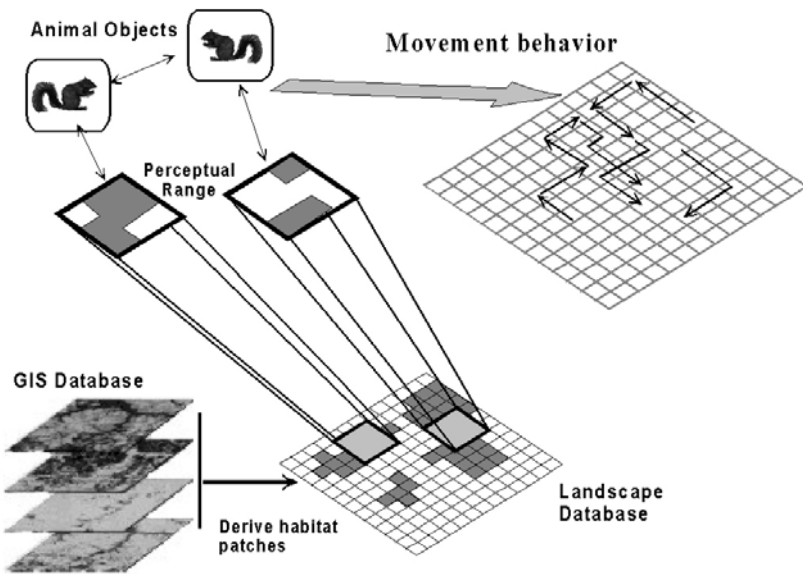 Animal Objects
Movement behavior
Perceptual
Range
GIS Database
Derive habitat
patches
Landscape
Database